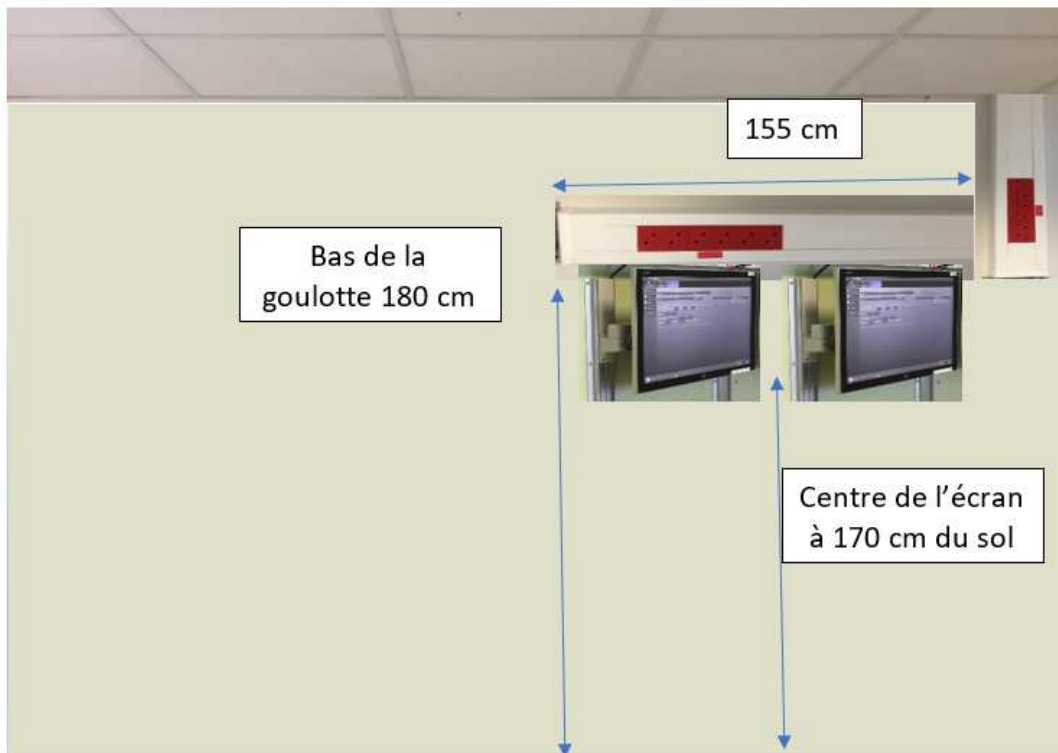 155 cm
Bas de la
goulotte 180 cm
Centre de l'écran
à 170 cm du sol